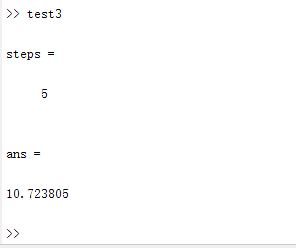 >> test3
steps =
5
ans =
10.723805
>>